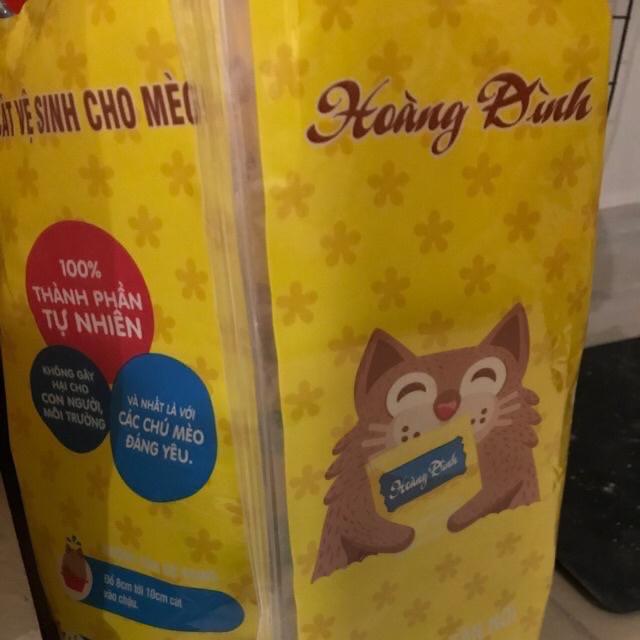 VỆ SINH CHO MÈO
Hoàng Đình
100%
THÀNH PHẦN
TỰ NHIÊN
KHÔNG GÂY
HẠI CHO
CON NGƯỜI,
MÔI TRƯỜNG
VÀ NHẤT LÀ VỚI
CÁC CHÚ MÈO
ĐÁNG YÊU.
Hoàng Đình
Đổ 8cm tới 10cm cát
vào chậu.